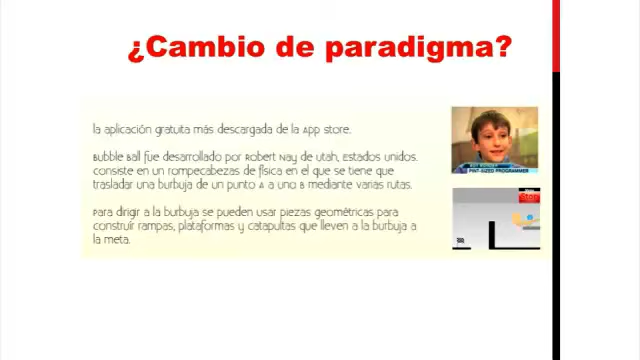 ¿Cambio de paradigma?
la aplicación gratuita más descargada de la App store.
Bubble Ball fue desarrollado por Robert Nay de utah, Estados unidos.
consiste en un rompecabezas de física en el que se tiene que
trasladar una burbuja de un punto A a uno B mediante varias rutas.
Para dirigir a la burbuja se pueden usar piezas geométricas para
construír rampas, plataformas y catapultas que lleven a la burbuja a
la meta.
PINT-SIZED PROGRAMMER